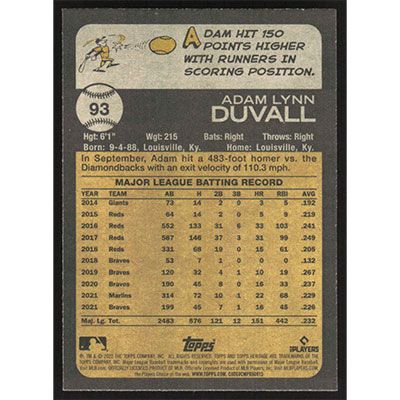 ADAM HIT 150
POINTS HIGHER
WITH RUNNERS IN
SCORING POSITION.
93
ADAM LYNN
DUVALL
Hgt: 6'1" Wgt: 215 Bats: Right Throws: Right
Born: 9-4-88, Louisville, Ky. Home: Louisville, Ky.
In September, Adam hit a 483-foot homer vs. the
Diamondbacks with an exit velocity of 110.3 mph.
MAJOR LEAGUE BATTING RECORD
YEAR TEAM AB H 2B 3B HR RBI AVG
2014 Giants 73 14 2 0 3 5 .192
2015 Reds 64 14 2 0 5 9 .219
2016 Reds 552 133 31 6 33 103 .241
2017 Reds 587 146 37 3 31 99 .249
2018 Reds 331 68 19 0 15 61 .205
2018 Braves 53 7 1 0 0 0 .132
2019 Braves 120 32 1 10 19 .267
2020 Braves 190 45 8 0 16 33 .237
2021 Marlins 314 72 10 1 22 68 .229
2021 Braves 199 45 1 16 45 .226
Maj. Lg. Tot. 2483 576 121 12 151 442 .232
MLB
Topps
PLAYERS